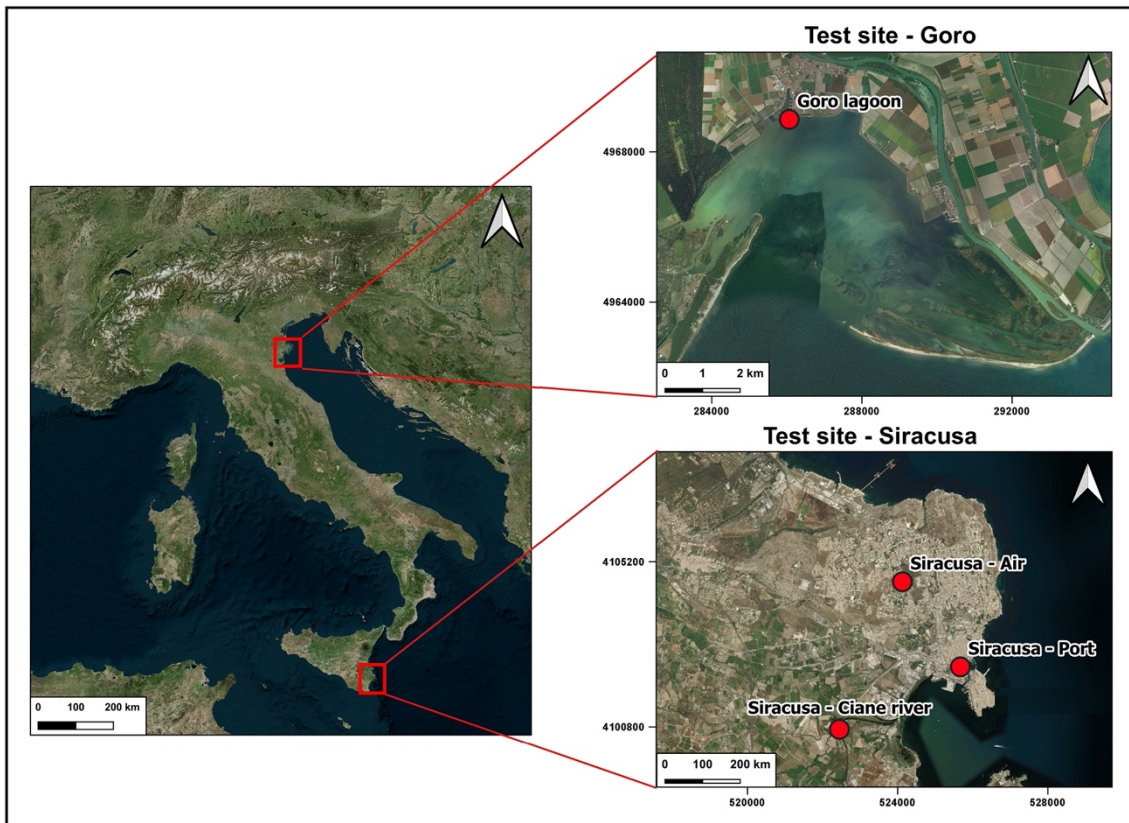 Test site - Goro
Goro lagoon
4968000
4964000
0 1 2 km
284000 288000 292000
0 100 200 km
Test site - Siracusa
Siracusa - Air
4105200
Siracusa - Port
Siracusa - Ciane river
4100800
0 100 200 km
520000 524000 528000